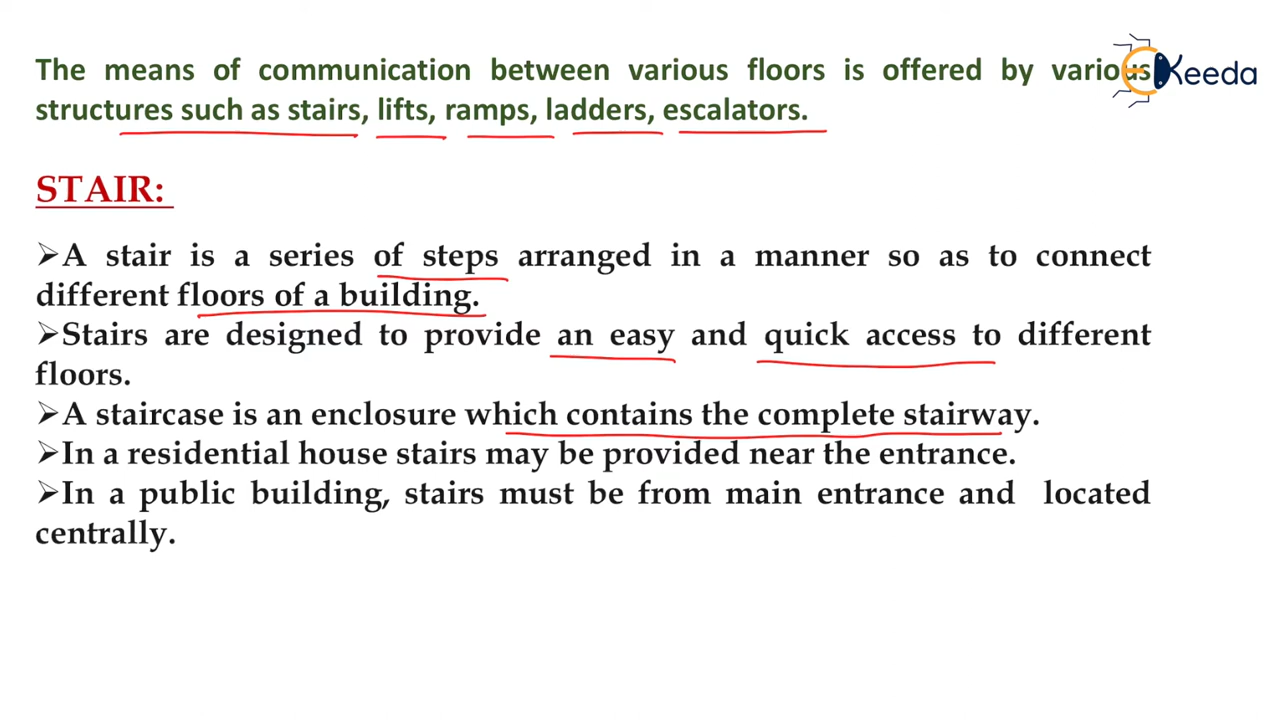 The means of communication between various floors is offered by various
structures such as stairs, lifts, ramps, ladders, escalators.
eKeeda
STAIR:
➢A stair is a series of steps arranged in a manner so as to connect
different floors of a building.
➢Stairs are designed to provide an easy and quick access to different
floors.
➢A staircase is an enclosure which contains the complete stairway.
➢In a residential house stairs may be provided near the entrance.
➢In a public building, stairs must be from main entrance and located
centrally.